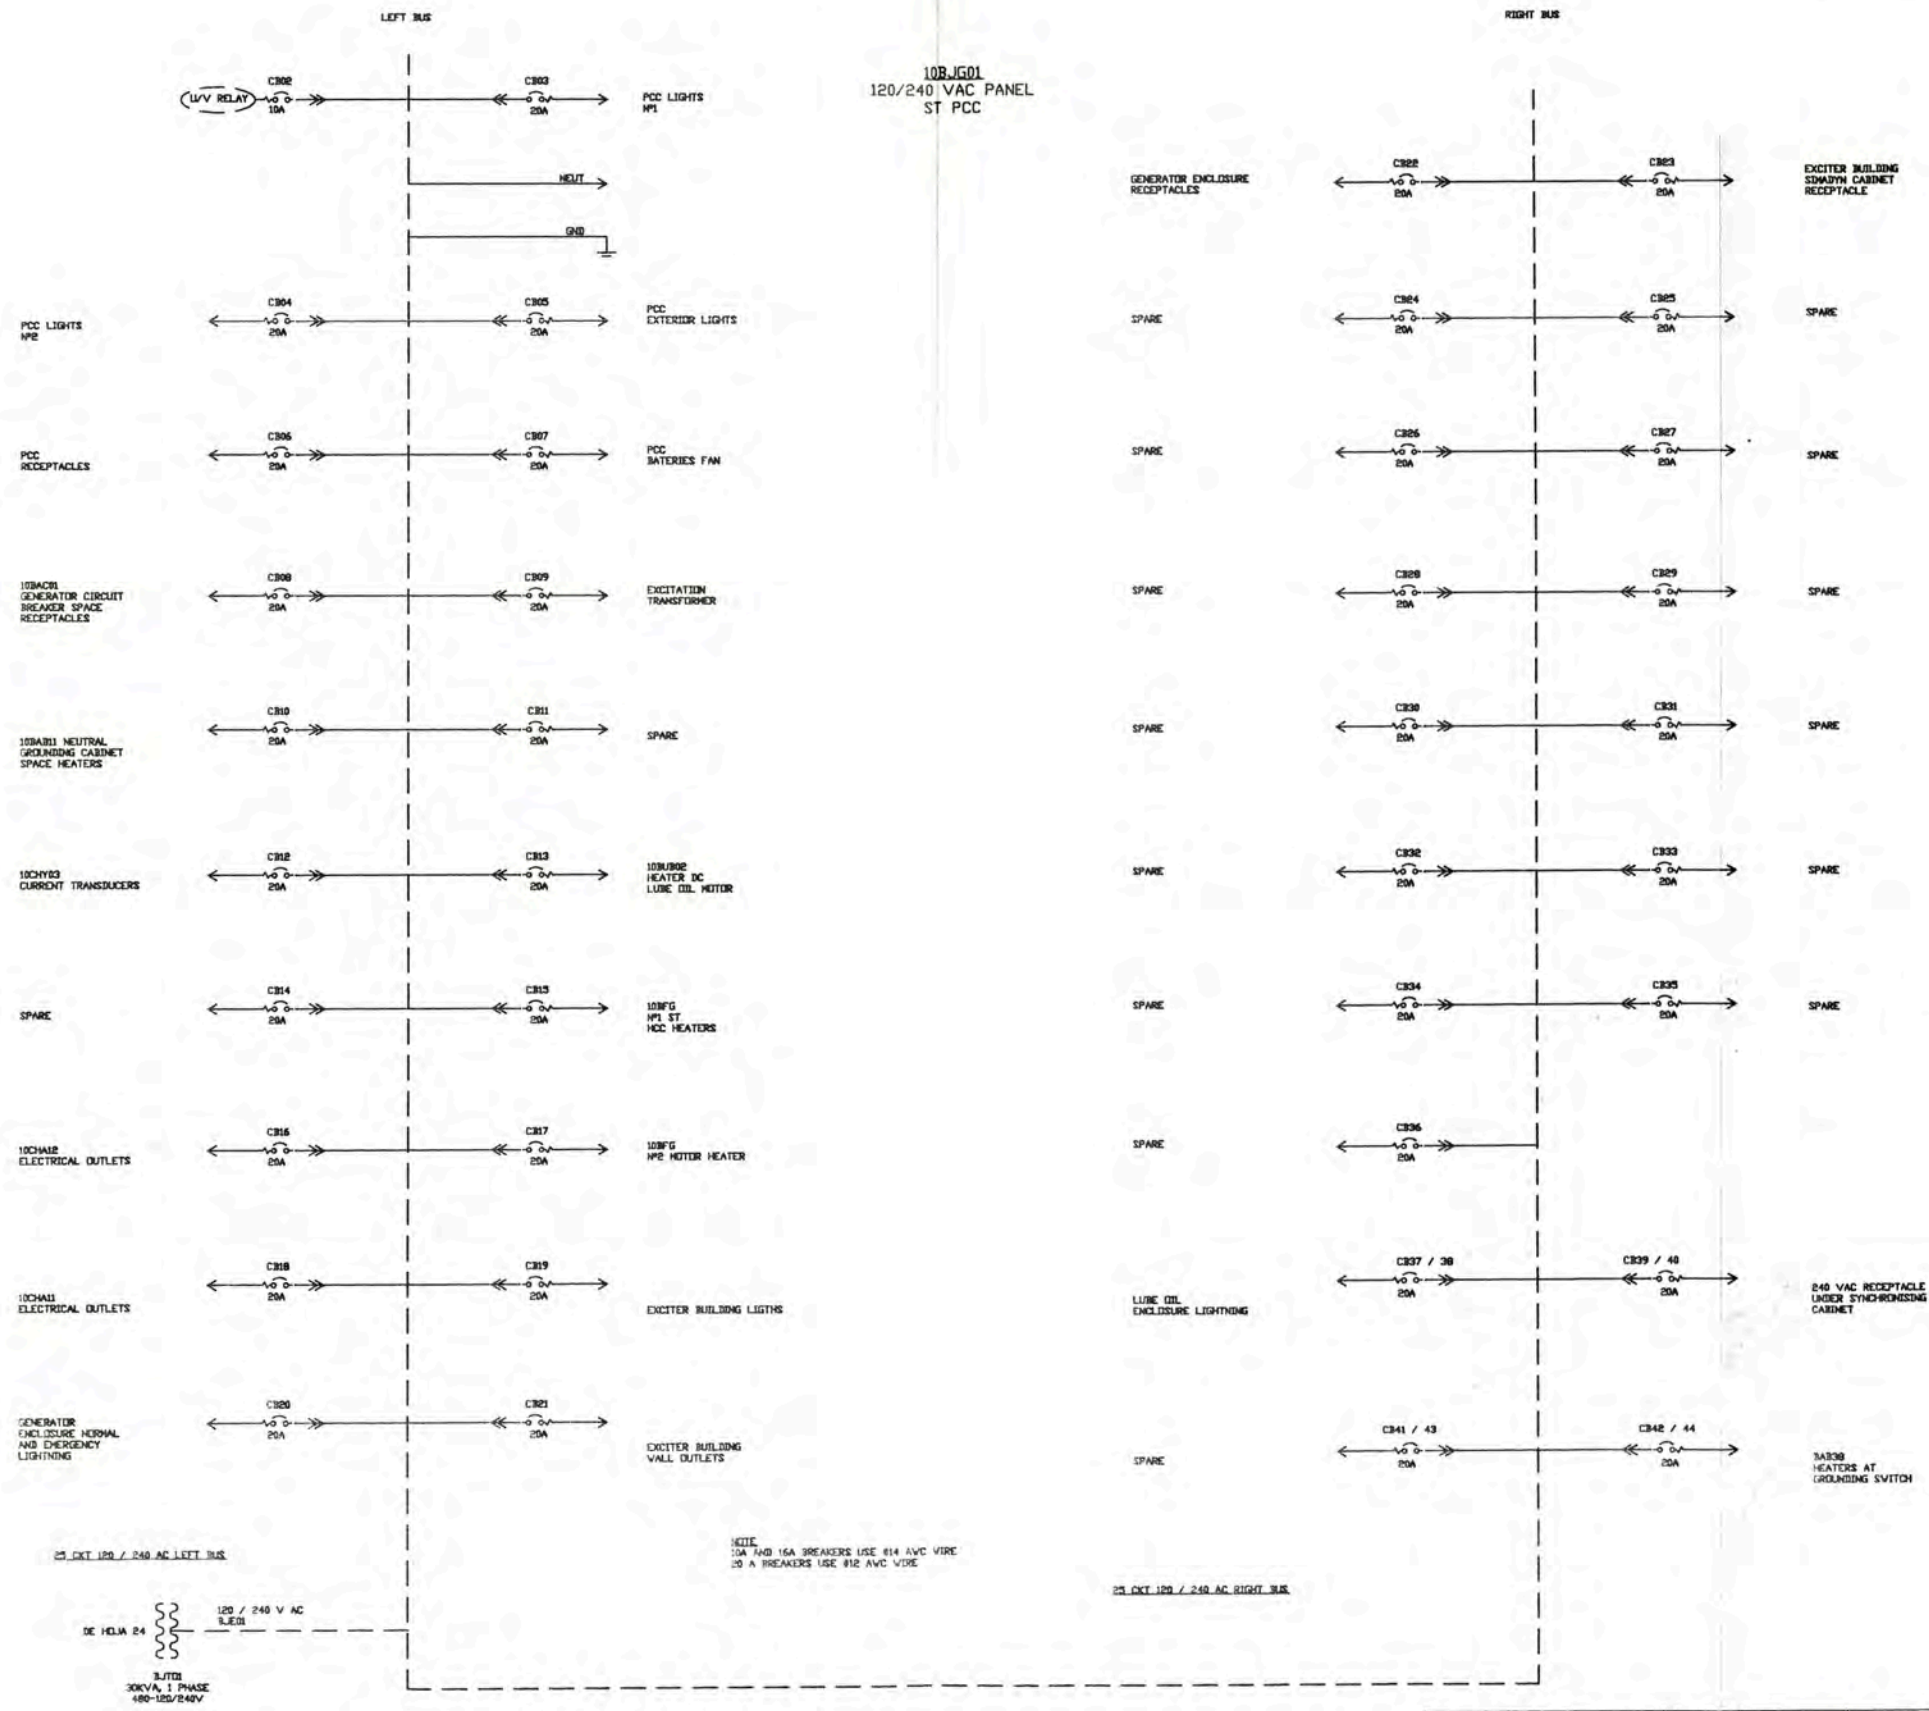 LEFT BUS
RIGHT BUS
10BJG01
120/240 VAC PANEL
ST PCC
U/V RELAY
CB02
10A
CB03
20A
PCC LIGHTS
Nº1
NEUT
GND
PCC LIGHTS
Nº2
CB04
20A
CB05
20A
PCC
EXTERIOR LIGHTS
PCC
RECEPTACLES
CB06
20A
CB07
20A
PCC
BATERIES FAN
10BAC01
GENERATOR CIRCUIT
BREAKER SPACE
RECEPTACLES
CB08
20A
CB09
20A
EXCITATION
TRANSFORMER
10BAB11 NEUTRAL
GROUNDING CABINET
SPACE HEATERS
CB10
20A
CB11
20A
SPARE
10CHY03
CURRENT TRANSDUCERS
CB12
20A
CB13
20A
10BUB02
HEATER DC
LUBE OIL MOTOR
SPARE
CB14
20A
CB15
20A
10BFG
Nº1 ST
MCC HEATERS
10CHA12
ELECTRICAL OUTLETS
CB16
20A
CB17
20A
10BFG
Nº2 MOTOR HEATER
10CHA11
ELECTRICAL OUTLETS
CB18
20A
CB19
20A
EXCITER BUILDING LIGTHS
GENERATOR
ENCLOSURE NORMAL
AND EMERGENCY
LIGHTNING
CB20
20A
CB21
20A
EXCITER BUILDING
WALL OUTLETS
GENERATOR ENCLOSURE
RECEPTACLES
CB22
20A
CB23
20A
EXCITER BUILDING
SIMADYN CABINET
RECEPTACLE
SPARE
CB24
20A
CB25
20A
SPARE
SPARE
CB26
20A
CB27
20A
SPARE
SPARE
CB28
20A
CB29
20A
SPARE
SPARE
CB30
20A
CB31
20A
SPARE
SPARE
CB32
20A
CB33
20A
SPARE
SPARE
CB34
20A
CB35
20A
SPARE
SPARE
CB36
20A
LUBE OIL
ENCLOSURE LIGHTNING
CB37 / 38
20A
CB39 / 40
20A
240 VAC RECEPTACLE
UNDER SYNCHRONISING
CABINET
SPARE
CB41 / 43
20A
CB42 / 44
20A
BAB30
HEATERS AT
GROUNDING SWITCH
25 CKT 120 / 240 AC LEFT BUS
NOTE
10A AND 16A BREAKERS USE #14 AWC WIRE
20 A BREAKERS USE #12 AWC WIRE
25 CKT 120 / 240 AC RIGHT BUS
DE HOJA 24
120 / 240 V AC
BJE01
BJT01
30KVA, 1 PHASE
480-120/240V